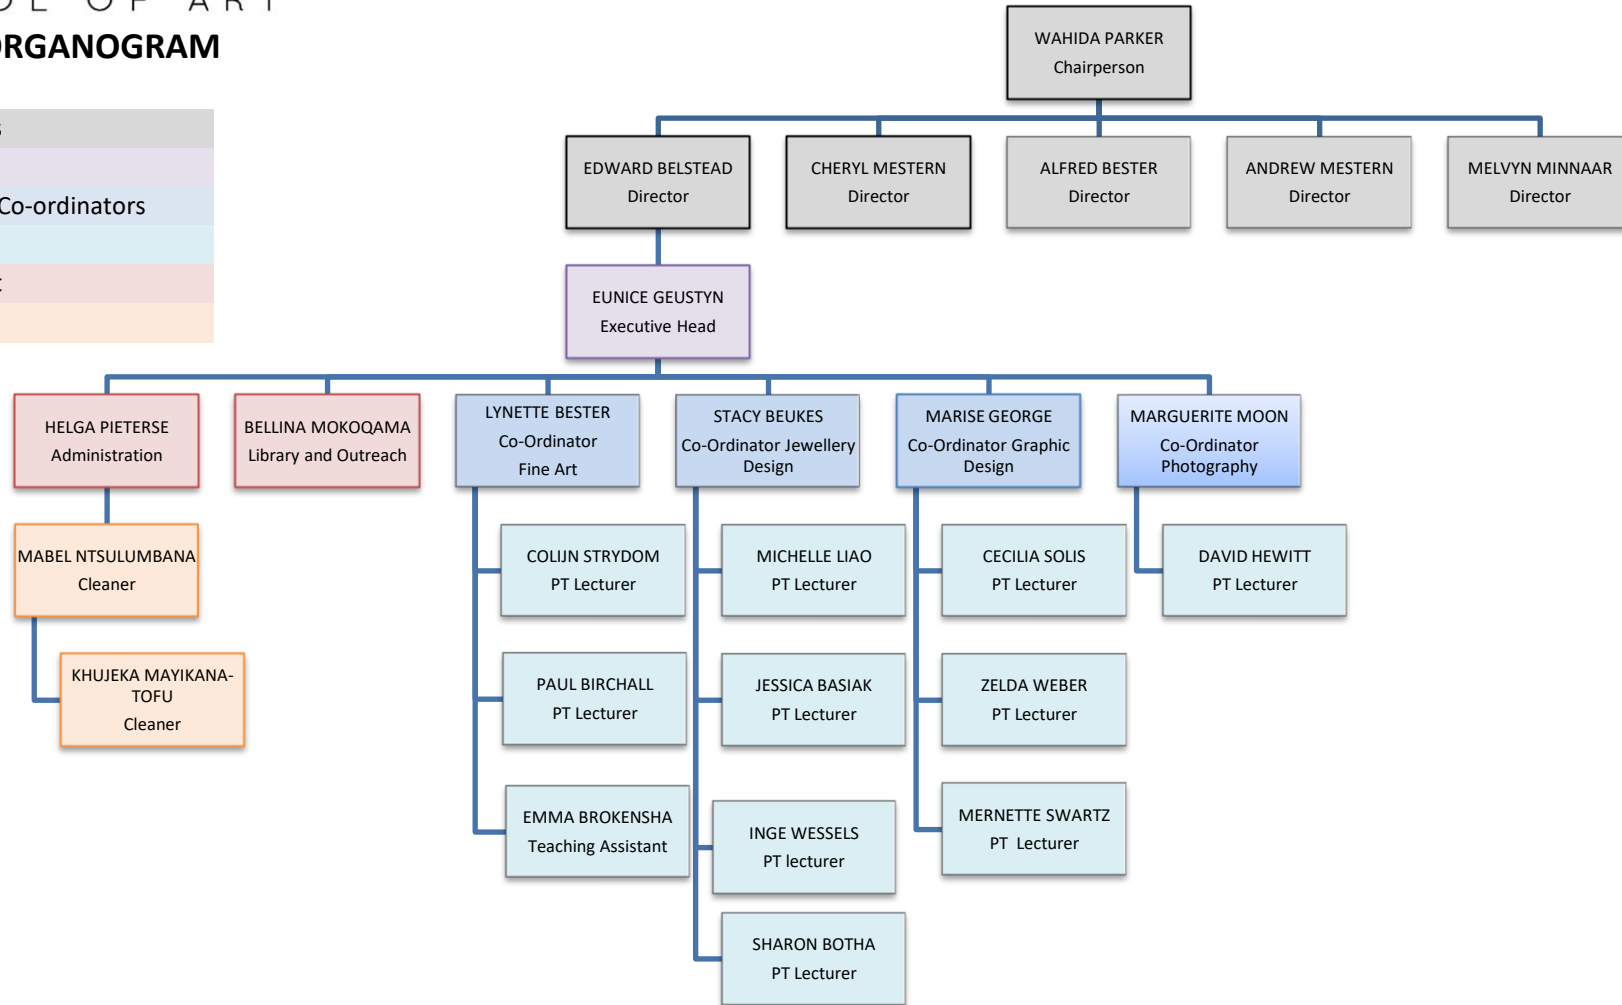 OF ART
ORGANOGRAM
Co-ordinators
WAHIDA PARKER
Chairperson
EDWARD BELSTEAD
Director
CHERYL MESTERN
Director
ALFRED BESTER
Director
ANDREW MESTERN
Director
MELVYN MINNAAR
Director
EUNICE GEUSTYN
Executive Head
HELGA PIETERSE
Administration
BELLINA MOKOQAMA
Library and Outreach
LYNETTE BESTER
Co-Ordinator
Fine Art
STACY BEUKES
Co-Ordinator Jewellery
Design
MARISE GEORGE
Co-Ordinator Graphic
Design
MARGUERITE MOON
Co-Ordinator
Photography
MABEL NTSULUMBANA
Cleaner
KHUJEKA MAYIKANA-
TOFU
Cleaner
COLIJN STRYDOM
PT Lecturer
PAUL BIRCHALL
PT Lecturer
EMMA BROKENSHA
Teaching Assistant
MICHELLE LIAO
PT Lecturer
JESSICA BASIAK
PT Lecturer
INGE WESSELS
PT lecturer
SHARON BOTHA
PT Lecturer
CECILIA SOLIS
PT Lecturer
ZELDA WEBER
PT Lecturer
MERNETTE SWARTZ
PT Lecturer
DAVID HEWITT
PT Lecturer